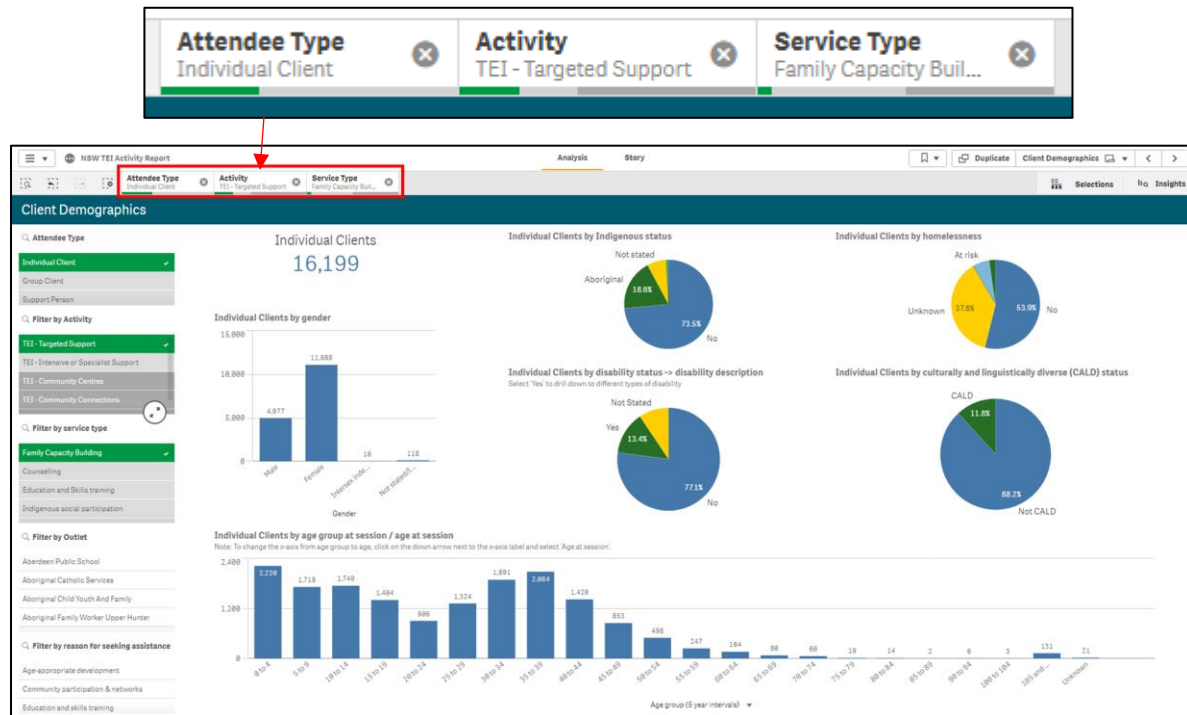 Attendee Type
Individual Client
Activity
TEI - Targeted Support
Service Type
Family Capacity Buil...
NSW TEI Activity Report
Analysis
Story
Duplicate
Client Demographics
Attendee Type
Individual Client
Activity
TEI - Targeted Support
Service Type
Family Capacity Buil...
Selections
Insights
Client Demographics
Attendee Type
Individual Client
Group Client
Support Person
Filter by Activity
TEI - Targeted Support
TEI - Intensive or Specialist Support
TEI - Community Centres
TEI - Community Connections
Filter by service type
Family Capacity Building
Counselling
Education and Skills training
Indigenous social participation
Filter by Outlet
Aberdeen Public School
Aboriginal Catholic Services
Aboriginal Child Youth And Family
Aboriginal Family Worker Upper Hunter
Filter by reason for seeking assistance
Age-appropriate development
Community participation & networks
Education and skills training
Individual Clients
16,199
Individual Clients by gender
15,000
10,000
5,000
0
4,977
11,088
16
118
Male
Female
Intersex inde...
Not stated/I...
Gender
Individual Clients by Indigenous status
Not stated
Aboriginal
18.6%
73.5%
No
Individual Clients by homelessness
At risk
Unknown
37.6%
53.9%
No
Individual Clients by disability status -> disability description
Select 'Yes' to drill down to different types of disability
Not Stated
Yes
13.4%
77.1%
No
Individual Clients by culturally and linguistically diverse (CALD) status
CALD
11.8%
88.2%
Not CALD
Individual Clients by age group at session / age at session
Note: To change the x-axis from age group to age, click on the down arrow next to the x-axis label and select 'Age at session'.
2,400
1,200
0
2,220
1,716
1,749
1,404
906
1,324
1,891
2,064
1,420
853
486
247
164
80
60
19
14
2
0
3
131
21
0 to 4
5 to 9
10 to 14
15 to 19
20 to 24
25 to 29
30 to 34
35 to 39
40 to 44
45 to 49
50 to 54
55 to 59
60 to 64
65 to 69
70 to 74
75 to 79
80 to 84
85 to 89
90 to 94
100 to 104
105 and ...
Unknown
Age group (5 year intervals)